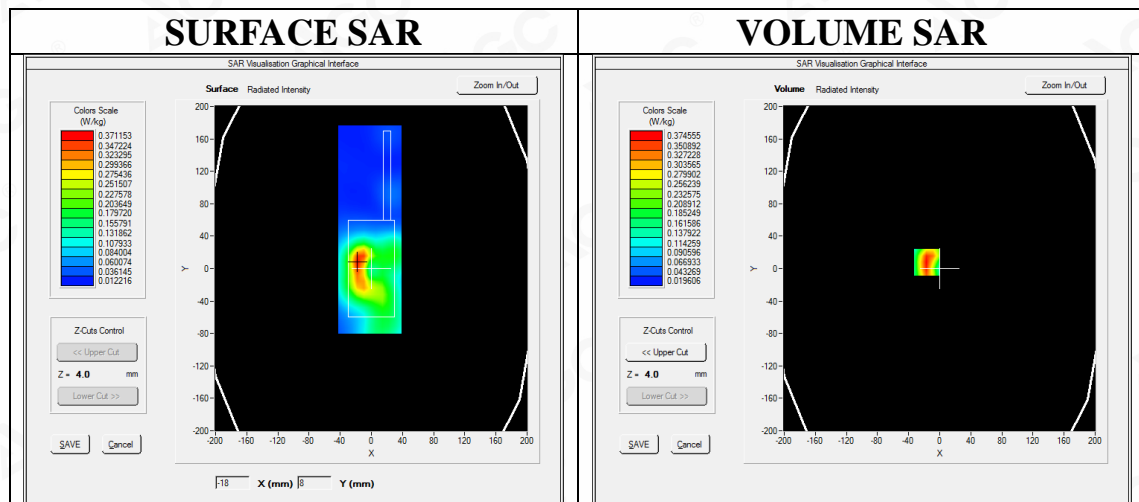 SURFACE SAR
SAR Visualisation Graphical Interface
Surface Radiated Intensity
Zoom In/Out
Colors Scale
(W/kg)
0.371153
0.347224
0.323295
0.299366
0.275436
0.251507
0.227578
0.203649
0.179720
0.155791
0.131862
0.107933
0.084004
0.060074
0.036145
0.012216
200
160
120
80
40
0
-40
-80
-120
-160
-200
Y
-200 -160 -120 -80 -40 0 40 80 120 160 200
X
Z-Cuts Control
<< Upper Cut
Z = 4.0 mm
Lower Cut >>
SAVE Cancel
-18 X (mm) 8 Y (mm)
VOLUME SAR
SAR Visualisation Graphical Interface
Volume Radiated Intensity
Zoom In/Out
Colors Scale
(W/kg)
0.374555
0.350892
0.327228
0.303565
0.279902
0.256239
0.232575
0.208912
0.185249
0.161586
0.137922
0.114259
0.090596
0.066933
0.043269
0.019606
200
160
120
80
40
0
-40
-80
-120
-160
-200
Y
-200 -160 -120 -80 -40 0 40 80 120 160 200
X
Z-Cuts Control
<< Upper Cut
Z = 4.0 mm
Lower Cut >>
SAVE Cancel